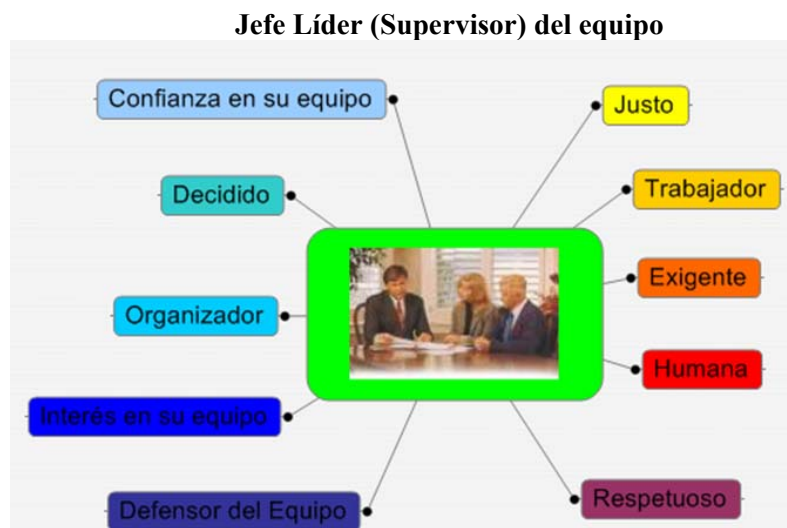 Jefe Líder (Supervisor) del equipo
Confianza en su equipo
Justo
Decidido
Trabajador
Exigente
Organizador
Humana
Interés en su equipo
Respetuoso
Defensor del Equipo